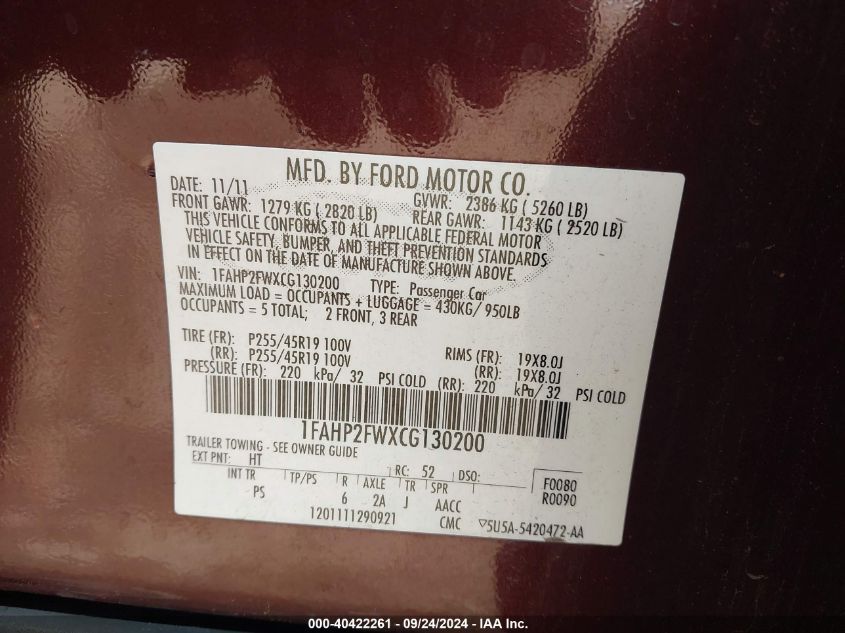 MFD. BY FORD MOTOR CO.
DATE: 11/11 GVWR: 2386 KG ( 5260 LB)
FRONT GAWR: 1279 KG ( 2820 LB) REAR GAWR: 1143 KG ( 2520 LB)
THIS VEHICLE CONFORMS TO ALL APPLICABLE FEDERAL MOTOR
VEHICLE SAFETY, BUMPER, AND THEFT PREVENTION STANDARDS
IN EFFECT ON THE DATE OF MANUFACTURE SHOWN ABOVE.
VIN: 1FAHP2FWXCG130200 TYPE: Passenger Car
MAXIMUM LOAD = OCCUPANTS + LUGGAGE = 430KG/ 950LB
OCCUPANTS = 5 TOTAL; 2 FRONT, 3 REAR
TIRE (FR): P255/45R19 100V RIMS (FR): 19X8.0J
(RR): P255/45R19 100V (RR): 19X8.0J
PRESSURE (FR): 220 kPa/ 32 PSI COLD (RR): 220 kPa/ 32 PSI COLD
1FAHP2FWXCG130200
TRAILER TOWING - SEE OWNER GUIDE
EXT PNT: HT RC: 52 DSO: F0080
INT TR TP/PS R AXLE TR SPR R0090
PS 6 2A J AACC
1201111290921 CMC 5U5A-5420472-AA
000-40422261 - 09/24/2024 - IAA Inc.